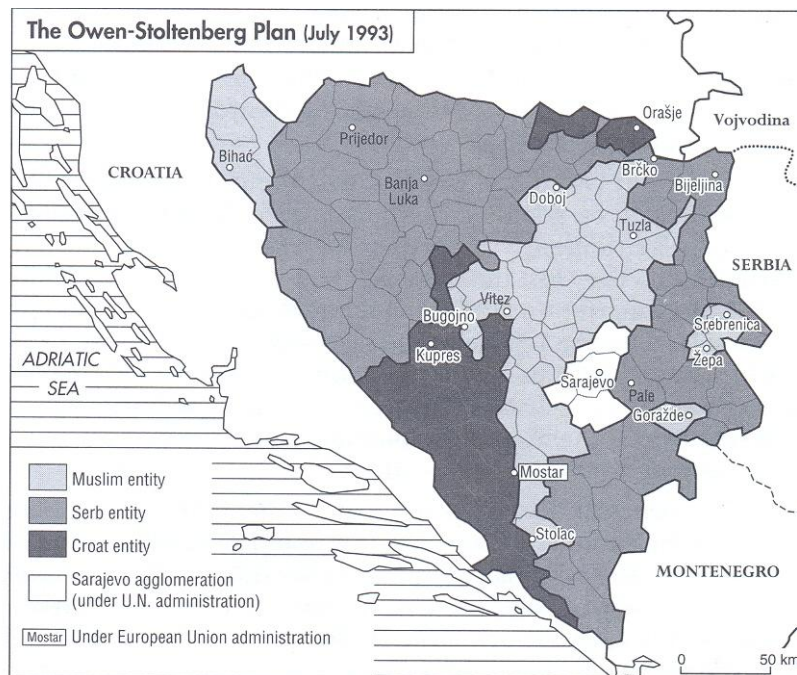 The Owen-Stoltenberg Plan (July 1993)
Orašje
Vojvodina
Prijedor
Bihać
CROATIA
Brčko
Banja
Luka
Doboj
Bijeljina
Tuzla
SERBIA
Vitez
Bugojno
Srebrenica
Kupres
Žepa
ADRIATIC
SEA
Sarajevo
Pale
Goražde
Mostar
Muslim entity
Serb entity
Stolac
Croat entity
Sarajevo agglomeration
(under U.N. administration)
MONTENEGRO
Mostar Under European Union administration
0 50 km